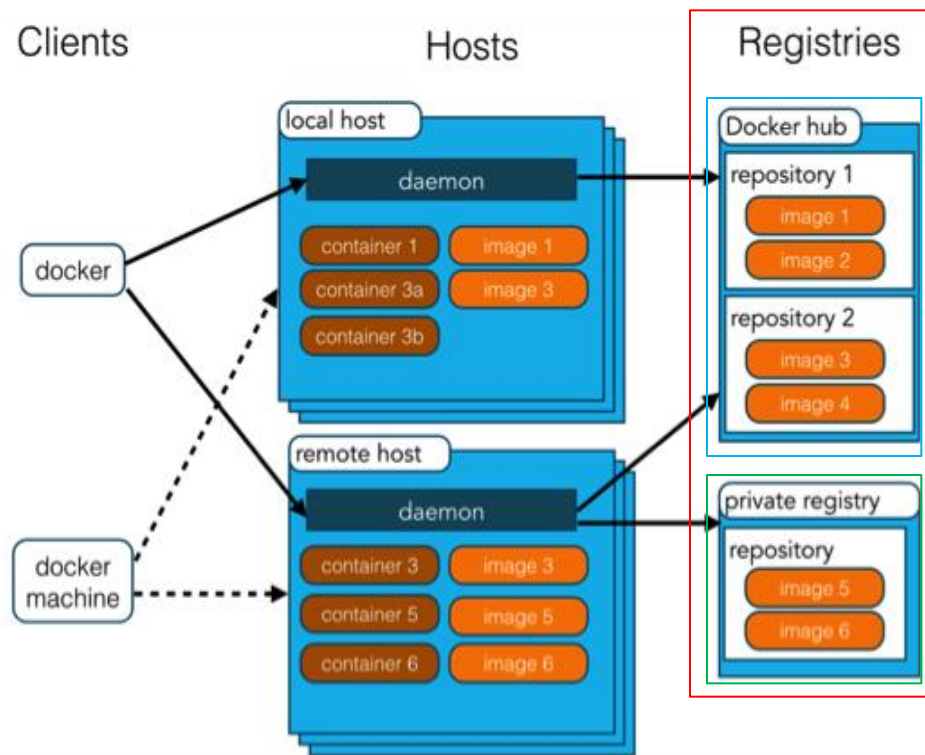 Clients
Hosts
Registries
local host
daemon
container 1
image 1
container 3a
image 3
container 3b
docker
docker
machine
remote host
daemon
container 3
image 3
container 5
image 5
container 6
image 6
Docker hub
repository 1
image 1
image 2
repository 2
image 3
image 4
private registry
repository
image 5
image 6